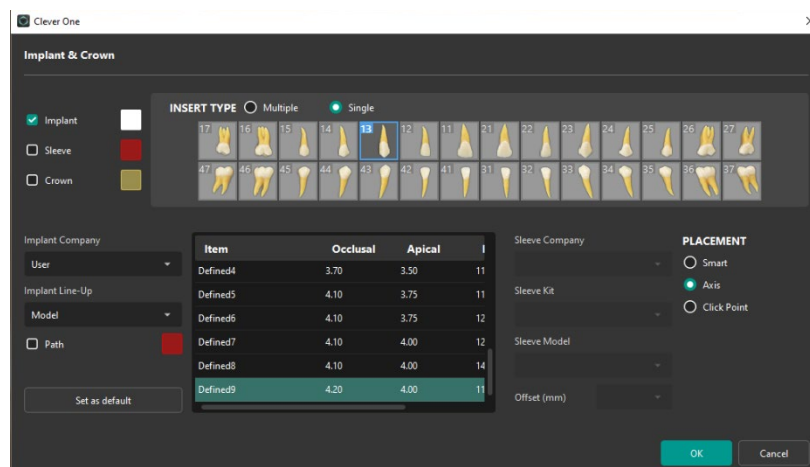 Clever One
Implant & Crown
INSERT TYPE Multiple Single
Implant
Sleeve
Crown
17 16 15 14 13 12 11 21 22 23 24 25 26 27
47 46 45 44 43 42 41 31 32 33 34 35 36 37
Implant Company
User
Implant Line-Up
Model
Path
Set as default
Item Occlusal Apical
Defined4 3.70 3.50 11
Defined5 4.10 3.75 11
Defined6 4.10 3.75 12
Defined7 4.10 4.00 12
Defined8 4.10 4.00 14
Defined9 4.20 4.00 11
Sleeve Company
Sleeve Kit
Sleeve Model
Offset (mm)
PLACEMENT
Smart
Axis
Click Point
OK Cancel